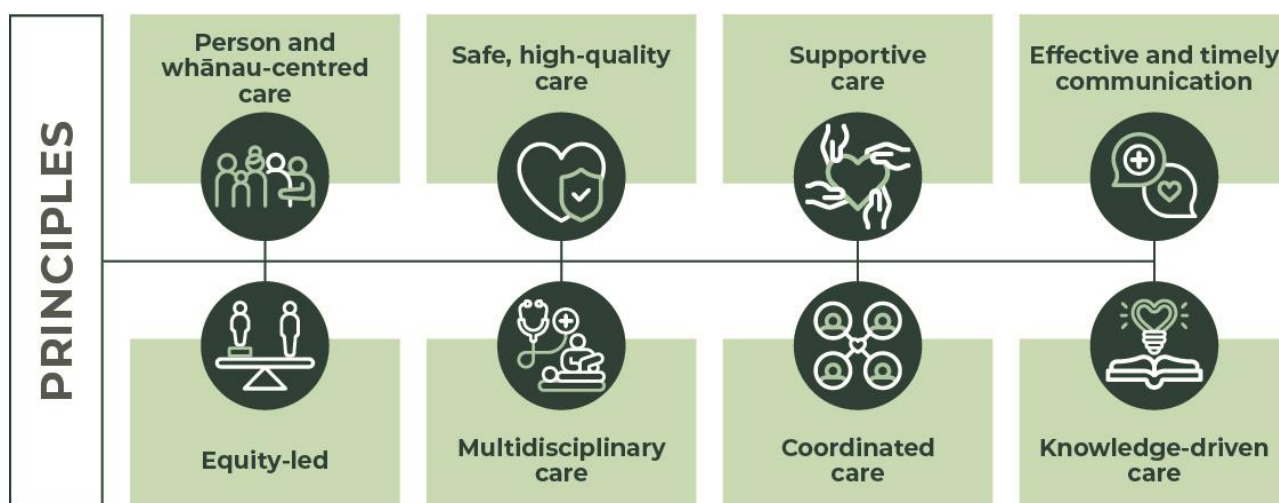 PRINCIPLES
Person and
whānau-centred
care
Safe, high-quality
care
Supportive
care
Effective and timely
communication
Equity-led
Multidisciplinary
care
Coordinated
care
Knowledge-driven
care